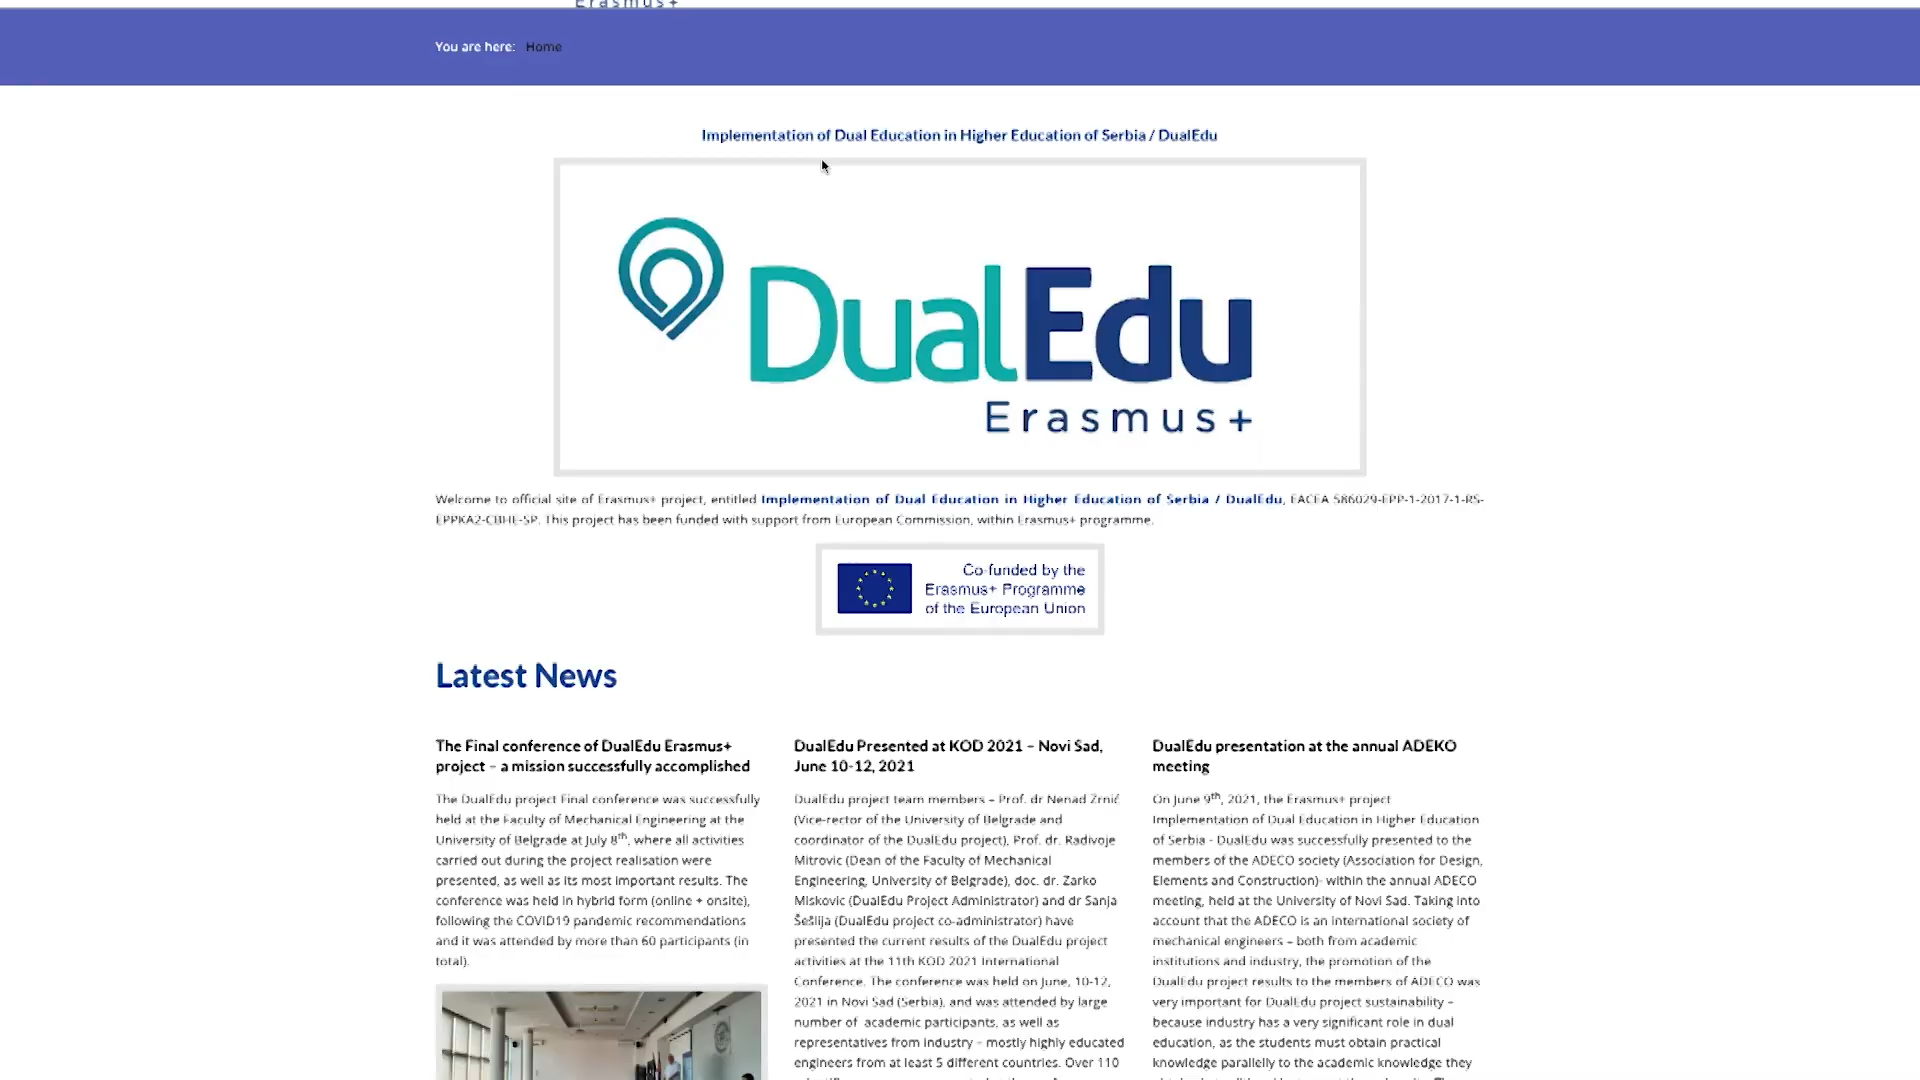 You are here: Home
Implementation of Dual Education in Higher Education of Serbia / DualEdu
DualEdu
Erasmus+
Welcome to official site of Erasmus+ project, entitled Implementation of Dual Education in Higher Education of Serbia / DualEdu, EACEA 586029-EPP-1-2017-1-RS-
EPPKA2-CBHE-SP. This project has been funded with support from European Commission, within Erasmus+ programme.
Co-funded by the
Erasmus+ Programme
of the European Union
Latest News
The Final conference of DualEdu Erasmus+
project – a mission successfully accomplished
The DualEdu project Final conference was successfully
held at the Faculty of Mechanical Engineering at the
University of Belgrade at July 8th, where all activities
carried out during the project realisation were
presented, as well as its most important results. The
conference was held in hybrid form (online + onsite),
following the COVID19 pandemic recommendations
and it was attended by more than 60 participants (in
total).
DualEdu Presented at KOD 2021 – Novi Sad,
June 10-12, 2021
DualEdu project team members – Prof. dr Nenad Zrnić
(Vice-rector of the University of Belgrade and
coordinator of the DualEdu project), Prof. dr. Radivoje
Mitrovic (Dean of the Faculty of Mechanical
Engineering, University of Belgrade), doc. dr. Zarko
Miskovic (DualEdu Project Administrator) and dr Sanja
Šešlija (DualEdu project co-administrator) have
presented the current results of the DualEdu project
activities at the 11th KOD 2021 International
Conference. The conference was held on June, 10-12,
2021 in Novi Sad (Serbia), and was attended by large
number of academic participants, as well as
representatives from industry – mostly highly educated
engineers from at least 5 different countries. Over 110
DualEdu presentation at the annual ADEKO
meeting
On June 9th, 2021, the Erasmus+ project
Implementation of Dual Education in Higher Education
of Serbia - DualEdu was successfully presented to the
members of the ADECO society (Association for Design,
Elements and Construction)- within the annual ADECO
meeting, held at the University of Novi Sad. Taking into
account that the ADECO is an international society of
mechanical engineers – both from academic
institutions and industry, the promotion of the
DualEdu project results to the members of ADECO was
very important for DualEdu project sustainability –
because industry has a very significant role in dual
education, as the students must obtain practical
knowledge parallelly to the academic knowledge they